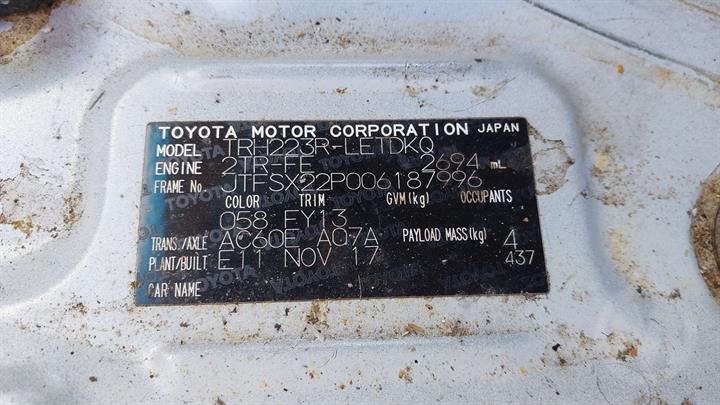 TOYOTA MOTOR CORPORATION JAPAN
MODEL TRH223R-LETDKQ
ENGINE 2TR-FE 2694 mL
FRAME No. JTFSX22P006187996
COLOR TRIM GVM(kg) OCCUPANTS
058 FY13
TRANS./AXLE AC60E A07A PAYLOAD MASS(kg) 4
PLANT/BUILT E11 NOV 17 437
CAR NAME